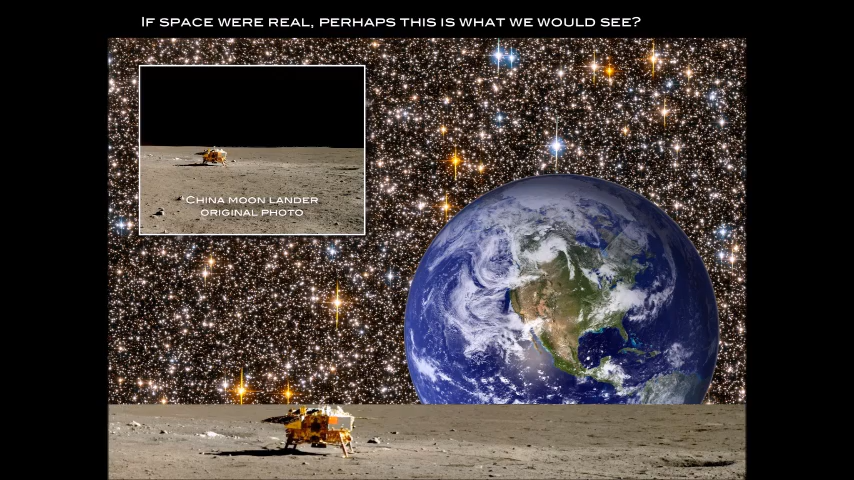 If space were real, perhaps this is what we would see?
*China moon lander
original photo